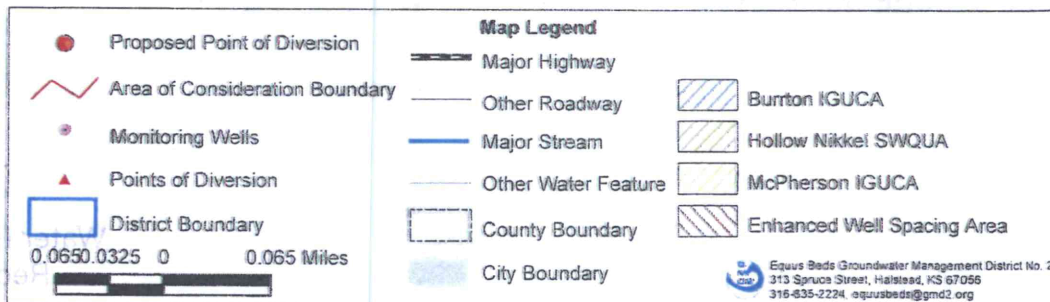 Map Legend
Proposed Point of Diversion
Area of Consideration Boundary
Monitoring Wells
Points of Diversion
District Boundary
0.065 0.0325 0 0.065 Miles
Major Highway
Other Roadway
Major Stream
Other Water Feature
County Boundary
City Boundary
Burrton IGUCA
Hollow Nikkel SWQUA
McPherson IGUCA
Enhanced Well Spacing Area
Equus Beds Groundwater Management District No. 2
313 Spruce Street, Halstead, KS 67056
316-835-2224, equusbeds@gmd2.org